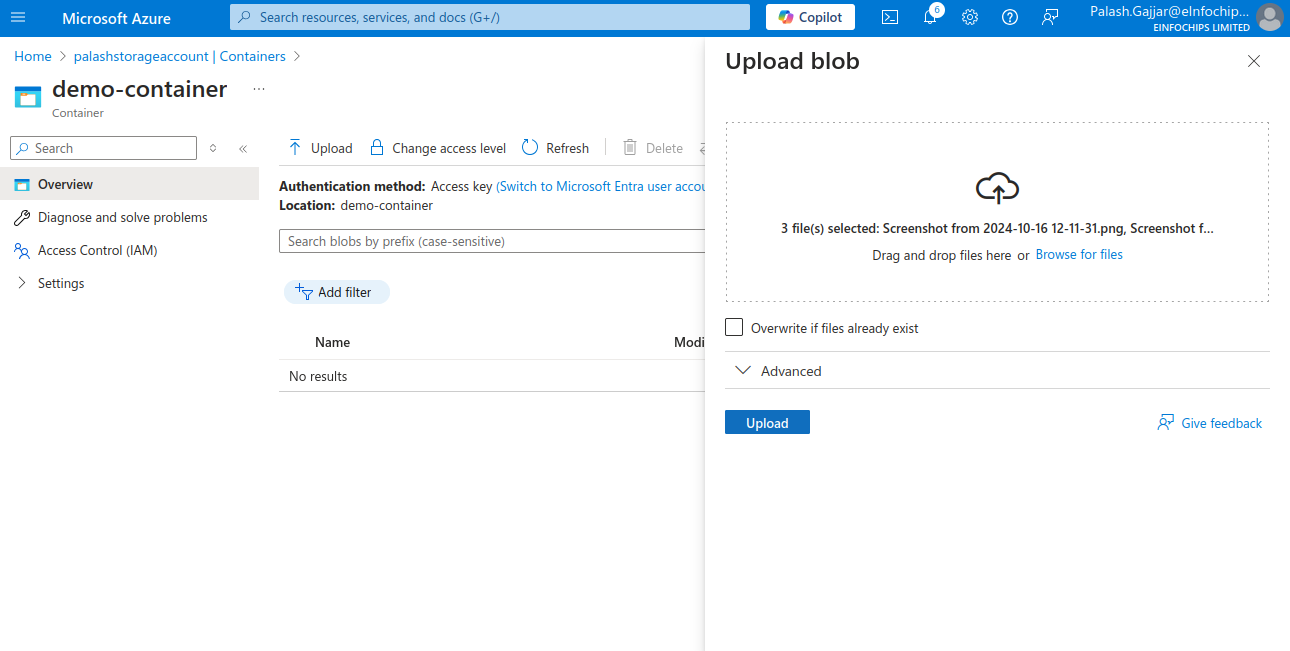 Microsoft Azure
Search resources, services, and docs (G+/)
Copilot
6
Palash.Gajjar@eInfochip...
EINFOCHIPS LIMITED
Home > palashstorageaccount | Containers >
demo-container ...
Container
Search
Overview
Diagnose and solve problems
Access Control (IAM)
Settings
Upload Change access level Refresh Delete
Authentication method: Access key (Switch to Microsoft Entra user accou
Location: demo-container
Search blobs by prefix (case-sensitive)
Add filter
Name Modi
No results
Upload blob
3 file(s) selected: Screenshot from 2024-10-16 12-11-31.png, Screenshot f...
Drag and drop files here or Browse for files
Overwrite if files already exist
Advanced
Upload
Give feedback